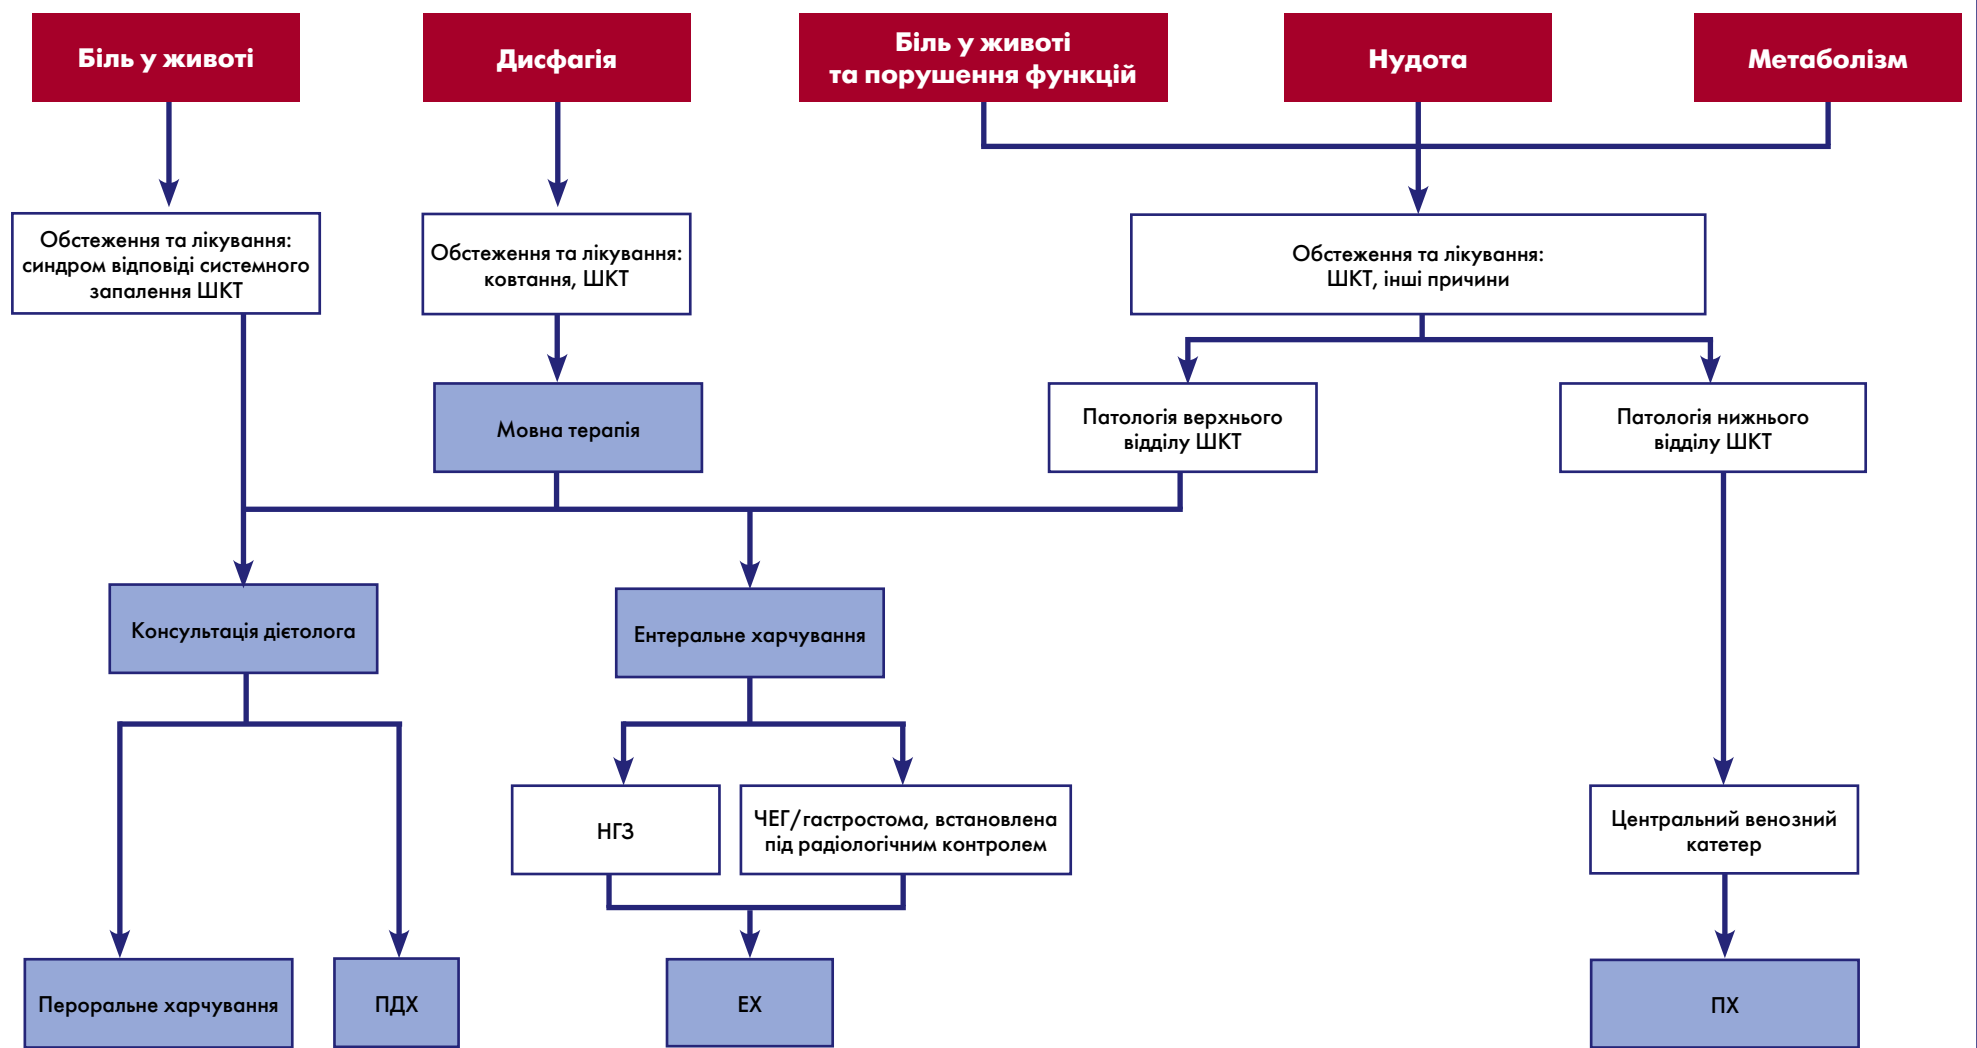 Біль у животі
Дисфагія
Біль у животі
та порушення функцій
Нудота
Метаболізм
Обстеження та лікування:
синдром відповіді системного
запалення ШКТ
Обстеження та лікування:
ковтання, ШКТ
Обстеження та лікування:
ШКТ, інші причини
Мовна терапія
Патологія верхнього
відділу ШКТ
Патологія нижнього
відділу ШКТ
Консультація дієтолога
Ентеральне харчування
НГЗ
ЧЕГ/гастростома, встановлена
під радіологічним контролем
Центральний венозний
катетер
Пероральне харчування
ПДХ
ЕХ
ПХ